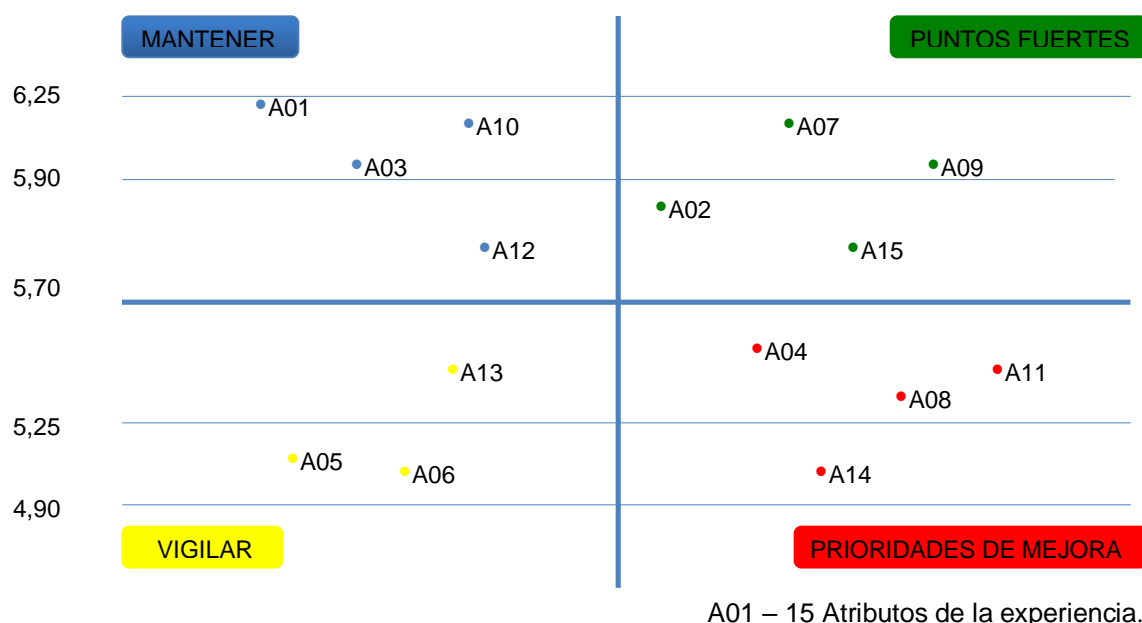 MANTENER PUNTOS FUERTES
6,25
A01 A10 A07
A03 A09
5,90
A02
A12 A15
5,70
A04
A13 A11
A08
5,25
A05 A06 A14
4,90
VIGILAR PRIORIDADES DE MEJORA
A01 – 15 Atributos de la experiencia.